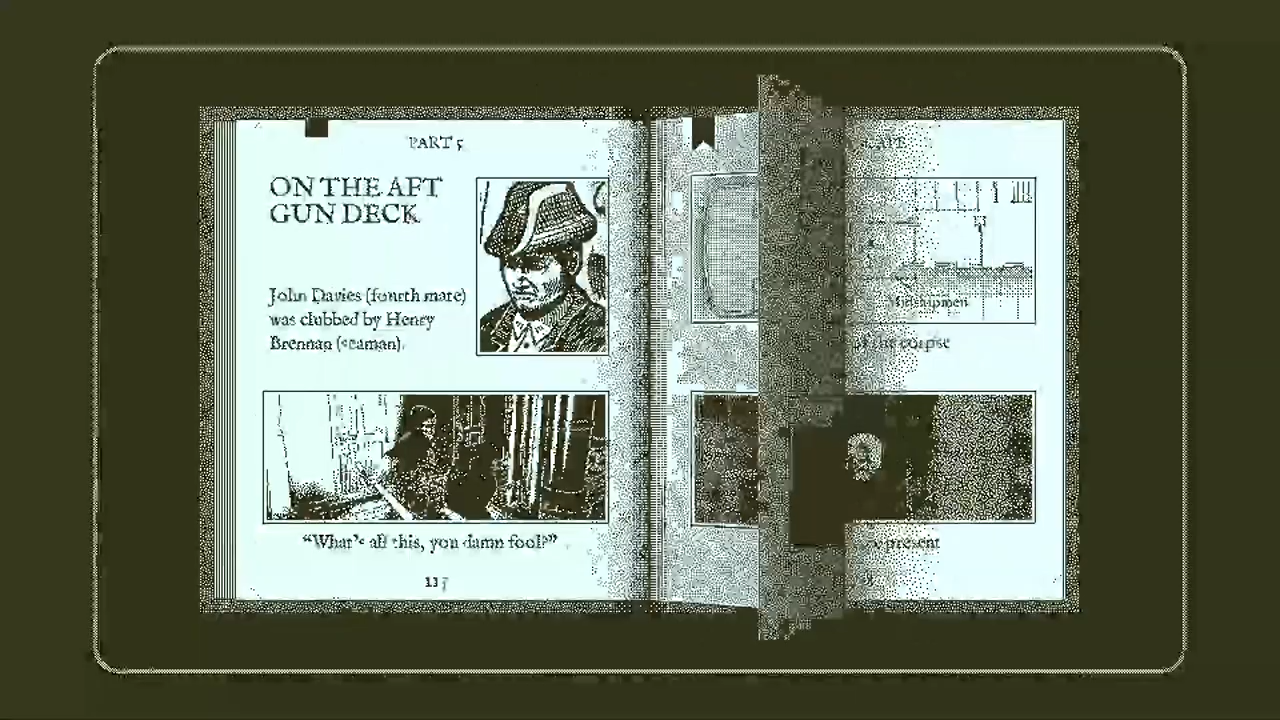 PART 5
ON THE AFT
GUN DECK
John Davies (fourth mate)
was clubbed by Henry
Brennan (seaman).
"What's all this, you damn fool?"
Midshipmen
the corpse
present